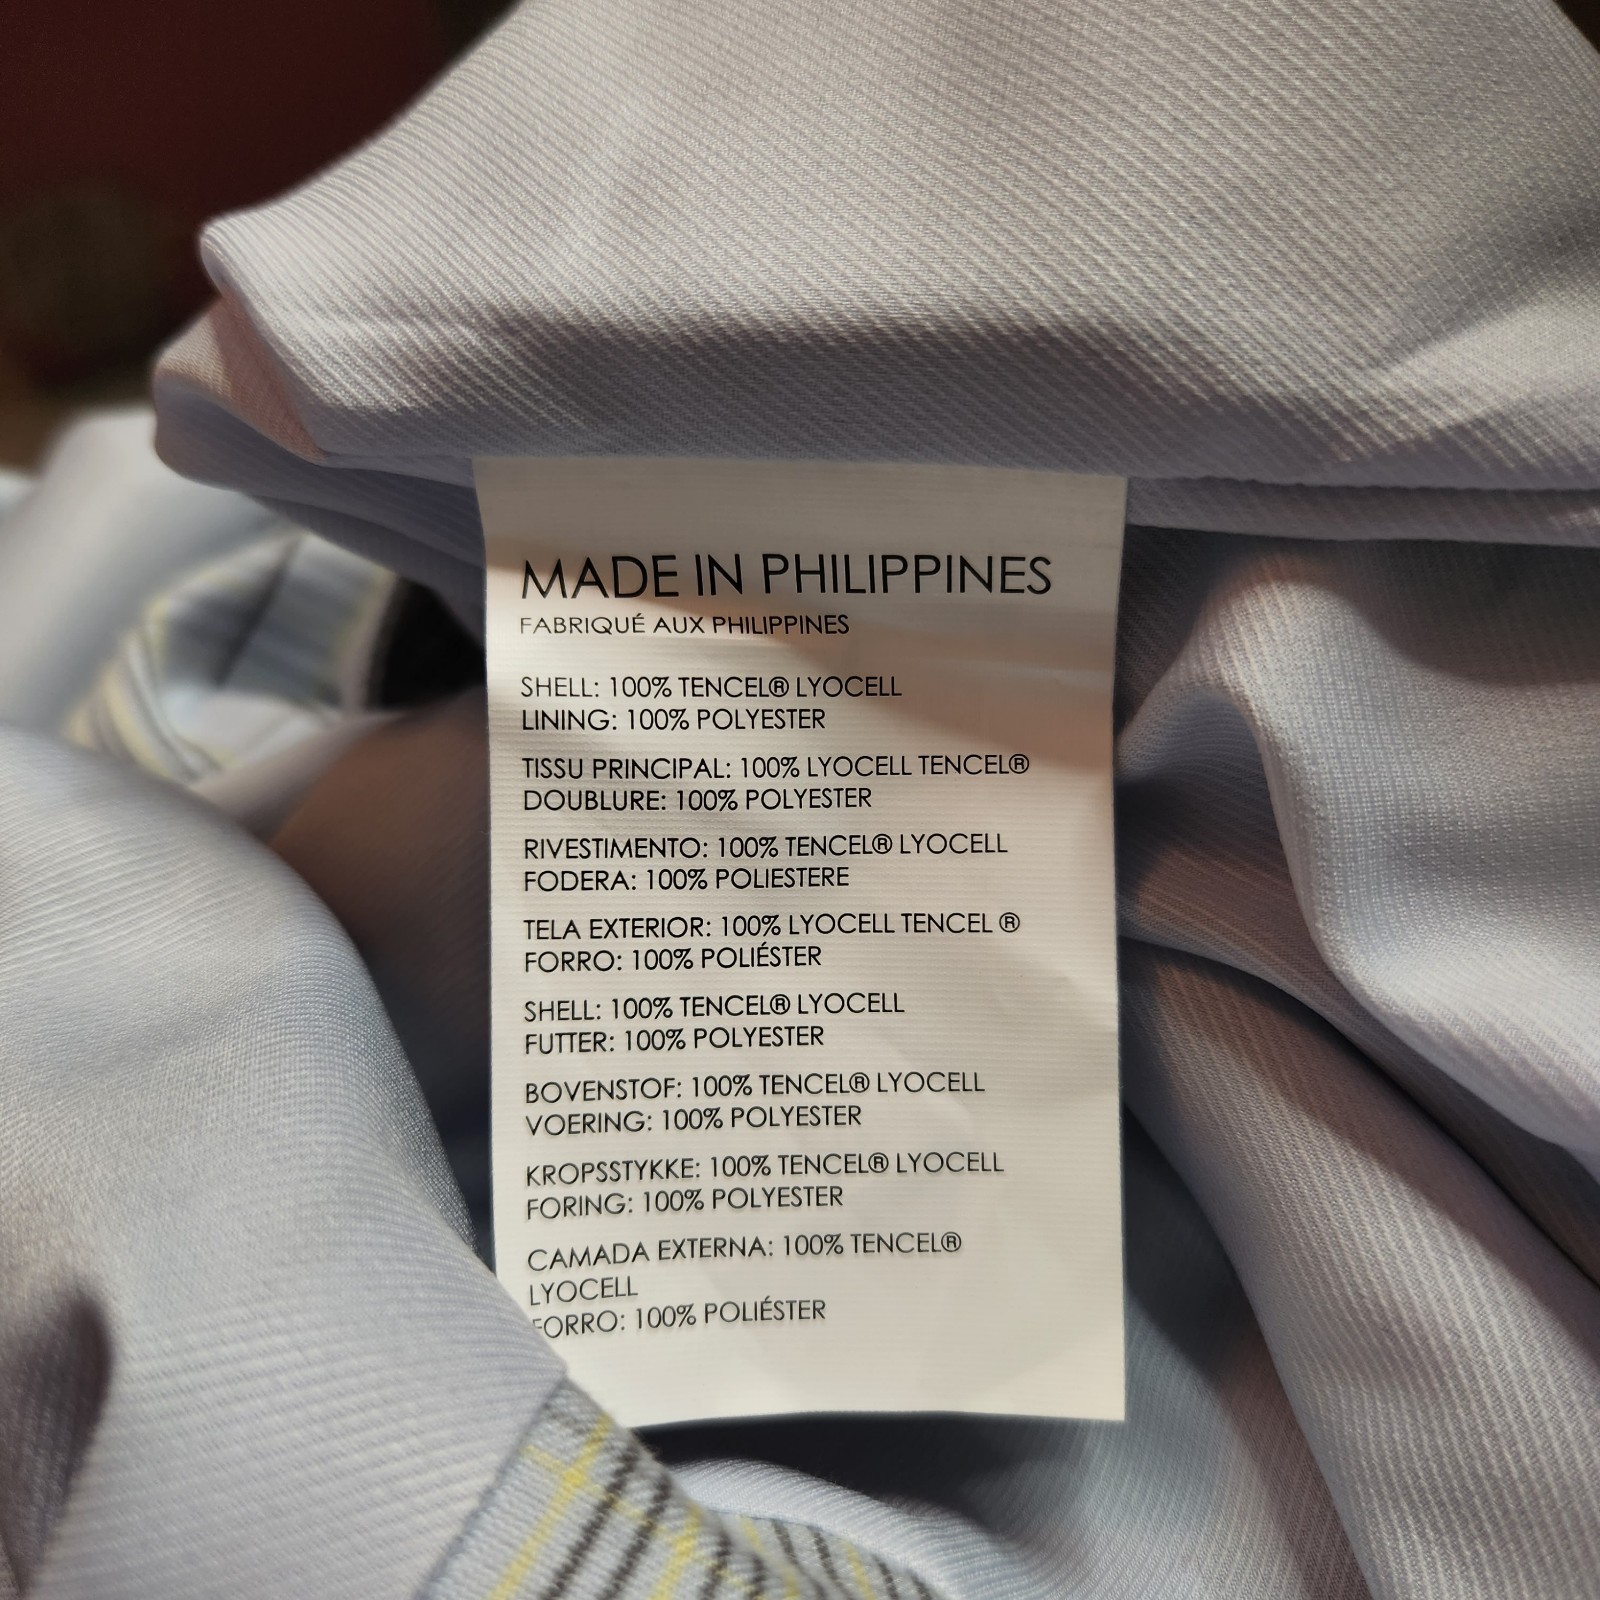 MADE IN PHILIPPINES
FABRIQUÉ AUX PHILIPPINES
SHELL: 100% TENCEL® LYOCELL
LINING: 100% POLYESTER
TISSU PRINCIPAL: 100% LYOCELL TENCEL®
DOUBLURE: 100% POLYESTER
RIVESTIMENTO: 100% TENCEL® LYOCELL
FODERA: 100% POLIESTERE
TELA EXTERIOR: 100% LYOCELL TENCEL ®
FORRO: 100% POLIÉSTER
SHELL: 100% TENCEL® LYOCELL
FUTTER: 100% POLYESTER
BOVENSTOF: 100% TENCEL® LYOCELL
VOERING: 100% POLYESTER
KROPSSTYKKE: 100% TENCEL® LYOCELL
FORING: 100% POLYESTER
CAMADA EXTERNA: 100% TENCEL®
LYOCELL
FORRO: 100% POLIÉSTER